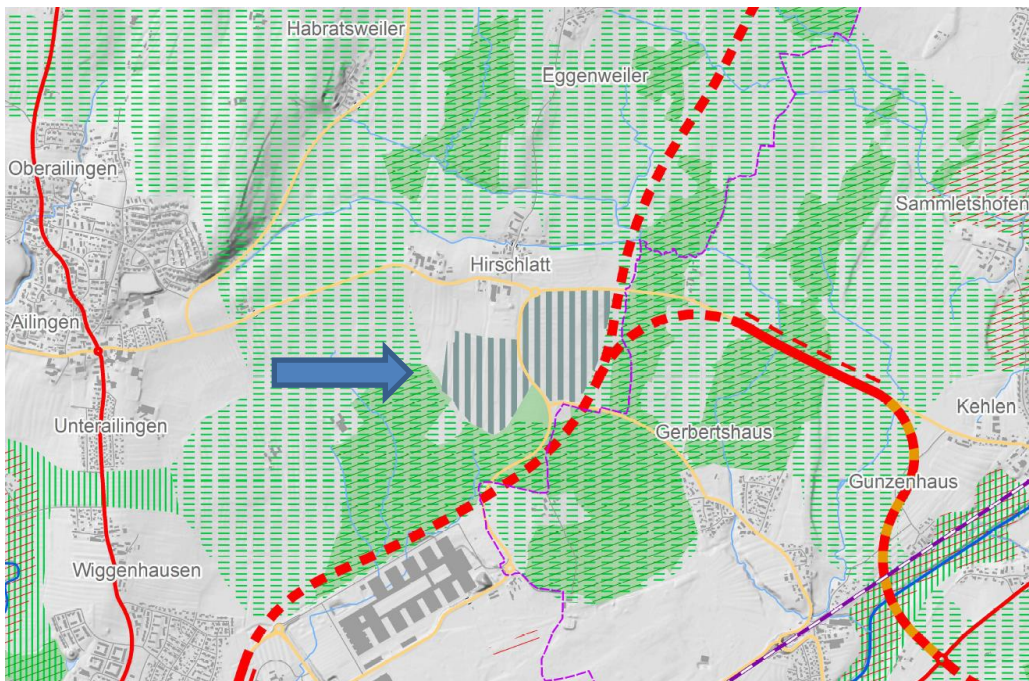 Habratsweiler
Eggenweiler
Oberailingen
Sammletshofen
Hirschlatt
Ailingen
Kehlen
Unterailingen
Gerbertshaus
Gunzenhaus
Wiggenhausen